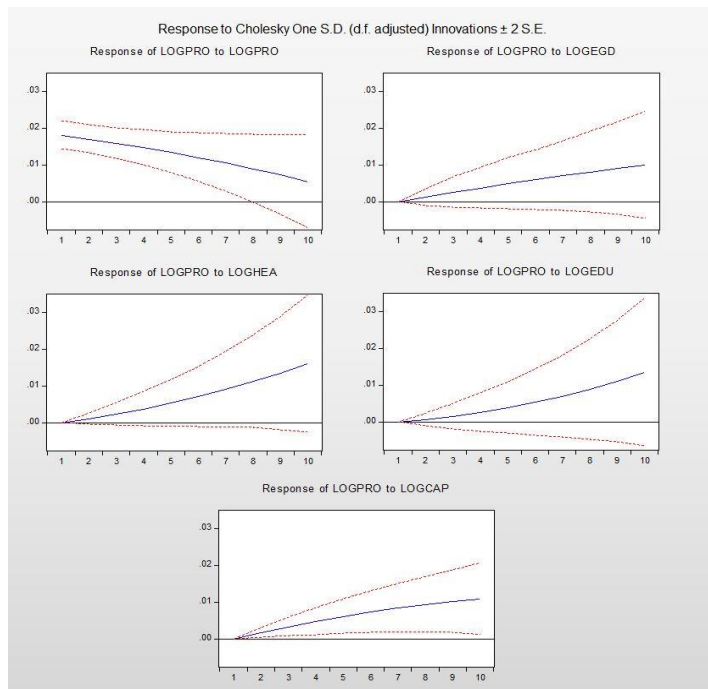 Response to Cholesky One S.D. (d.f. adjusted) Innovations ± 2 S.E.
Response of LOGPRO to LOGPRO
.03
.02
.01
.00
1 2 3 4 5 6 7 8 9 10
Response of LOGPRO to LOGEGD
.03
.02
.01
.00
1 2 3 4 5 6 7 8 9 10
Response of LOGPRO to LOGHEA
.03
.02
.01
.00
1 2 3 4 5 6 7 8 9 10
Response of LOGPRO to LOGEDU
.03
.02
.01
.00
1 2 3 4 5 6 7 8 9 10
Response of LOGPRO to LOGCAP
.03
.02
.01
.00
1 2 3 4 5 6 7 8 9 10